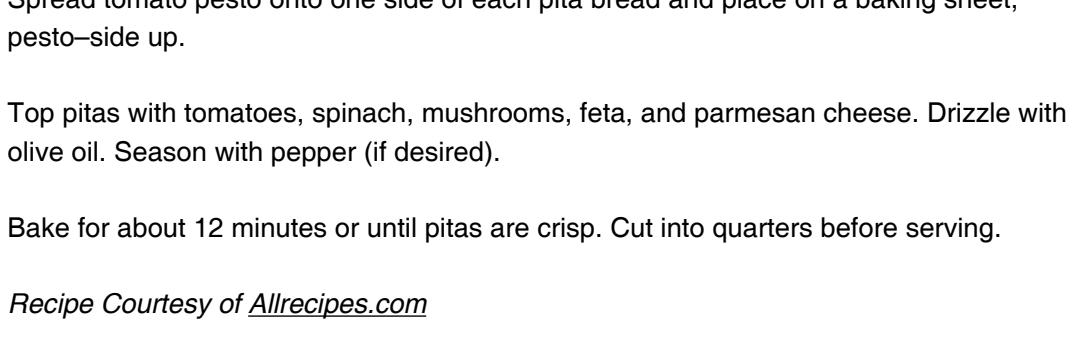 Spread tomato pesto onto one side of each pita bread and place on a baking sheet,
pesto–side up.
Top pitas with tomatoes, spinach, mushrooms, feta, and parmesan cheese. Drizzle with
olive oil. Season with pepper (if desired).
Bake for about 12 minutes or until pitas are crisp. Cut into quarters before serving.
Recipe Courtesy of Allrecipes.com